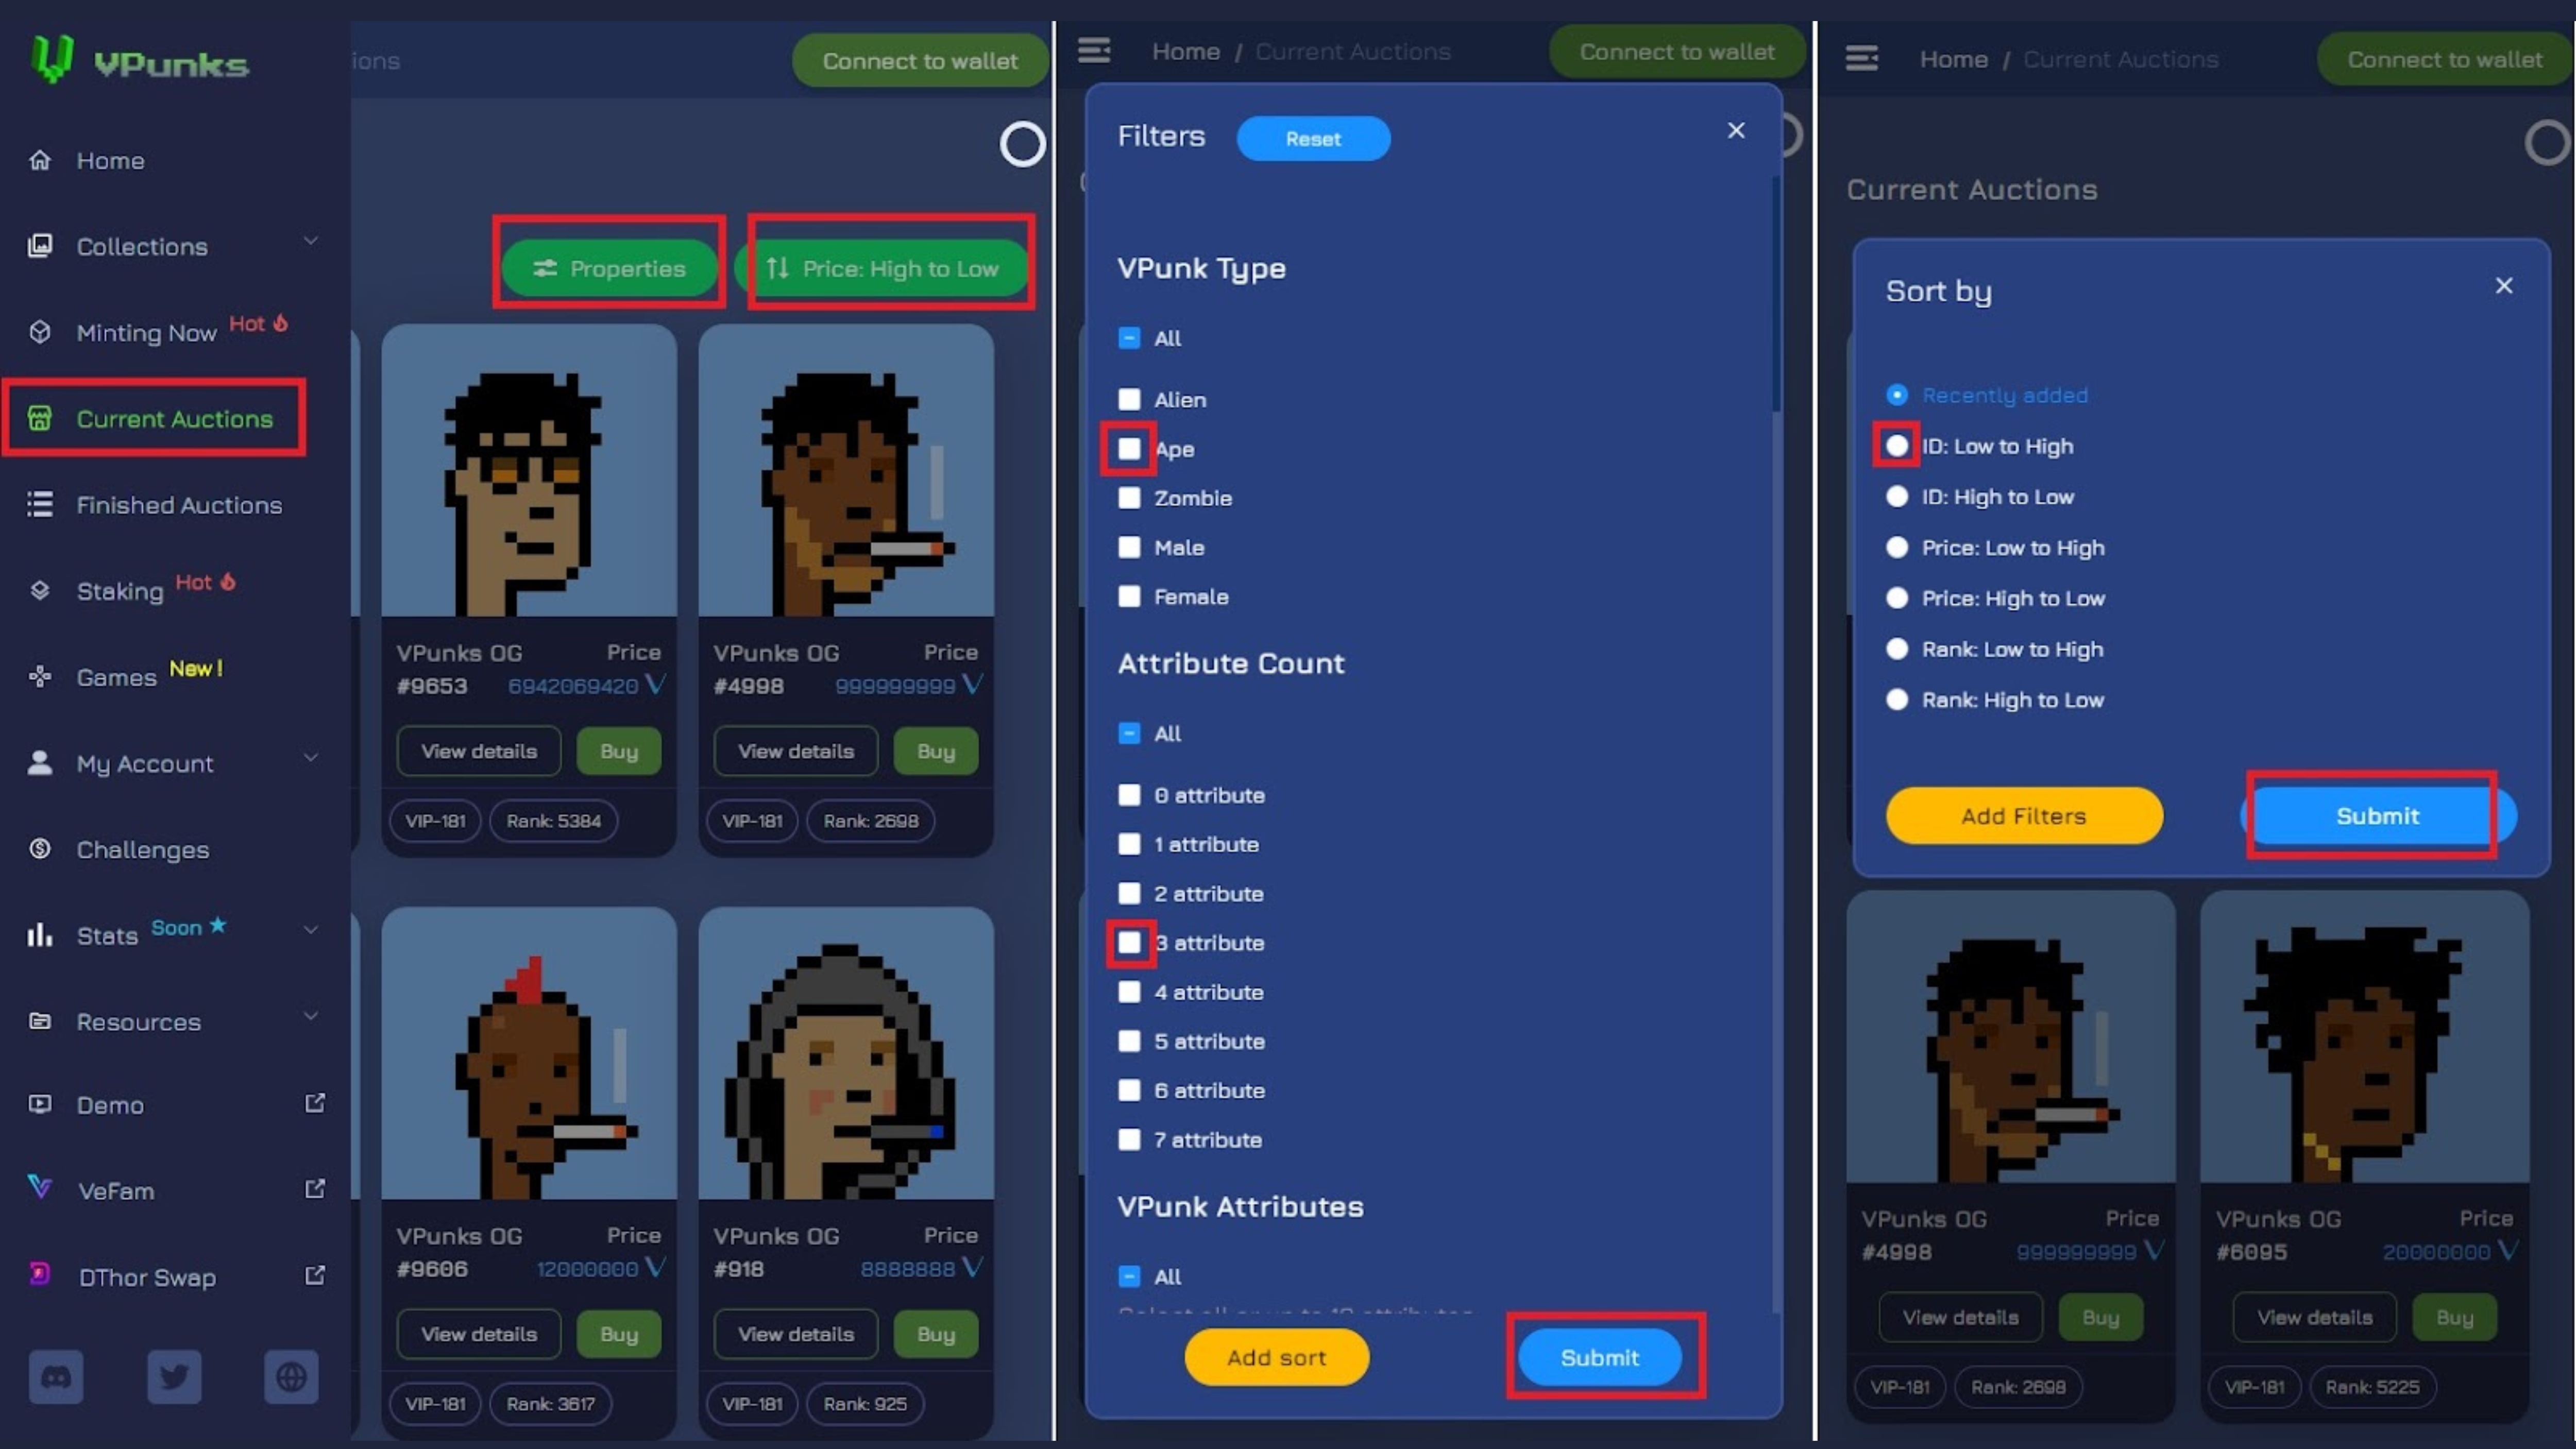 VPunks
Home
Collections
Minting Now Hot
Current Auctions
Finished Auctions
Staking Hot
Games New!
My Account
Challenges
Stats Soon
Resources
Demo
VeFam
DThor Swap
ions
Connect to wallet
Properties
Price: High to Low
VPunks OG Price
#9653 6942069420
View details Buy
VIP-181 Rank: 5384
VPunks OG Price
#4998 999999999
View details Buy
VIP-181 Rank: 2698
VPunks OG Price
#9606 12000000
View details Buy
VIP-181 Rank: 3617
VPunks OG Price
#918 8888888
View details Buy
VIP-181 Rank: 925
Home / Current Auctions
Connect to wallet
Filters
Reset
VPunk Type
All
Alien
Ape
Zombie
Male
Female
Attribute Count
All
0 attribute
1 attribute
2 attribute
3 attribute
4 attribute
5 attribute
6 attribute
7 attribute
VPunk Attributes
All
Select all or up to 10 attributes
Add sort
Submit
Home / Current Auctions
Connect to wallet
Current Auctions
Sort by
Recently added
ID: Low to High
ID: High to Low
Price: Low to High
Price: High to Low
Rank: Low to High
Rank: High to Low
Add Filters
Submit
VPunks OG Price
#4998 999999999
View details Buy
VIP-181 Rank: 2698
VPunks OG Price
#6095 20000000
View details Buy
VIP-181 Rank: 5225